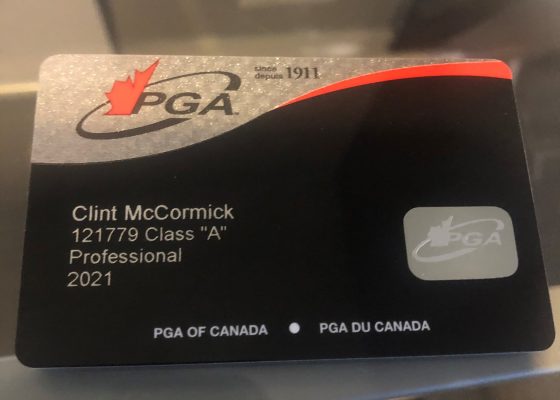 PGA
since
depuis 1911
Clint McCormick
121779 Class "A"
Professional
2021
PGA
PGA OF CANADA ● PGA DU CANADA